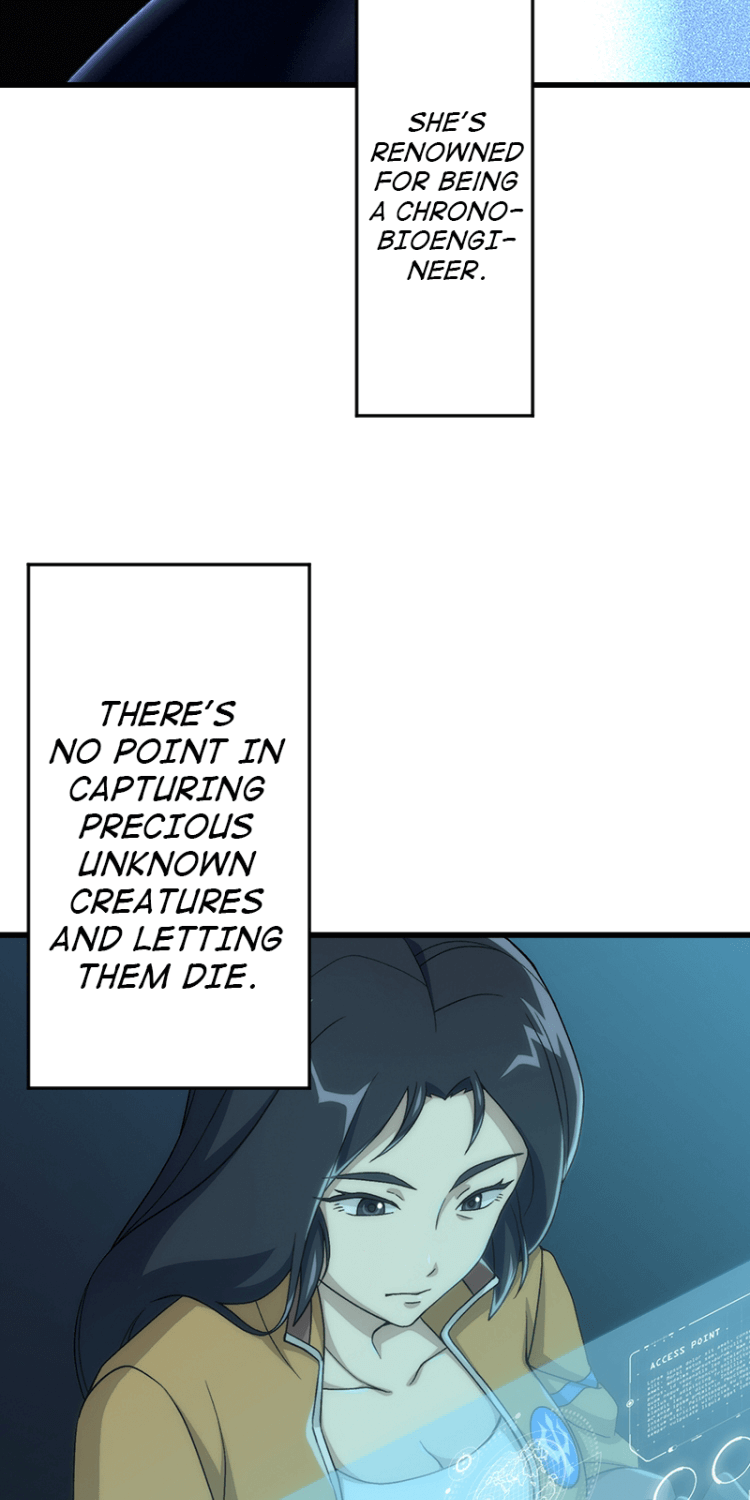 SHE'S
RENOWNED
FOR BEING
A CHRONO-
BIOENGI-
NEER.
THERE'S
NO POINT IN
CAPTURING
PRECIOUS
UNKNOWN
CREATURES
AND LETTING
THEM DIE.
ACCESS POINT